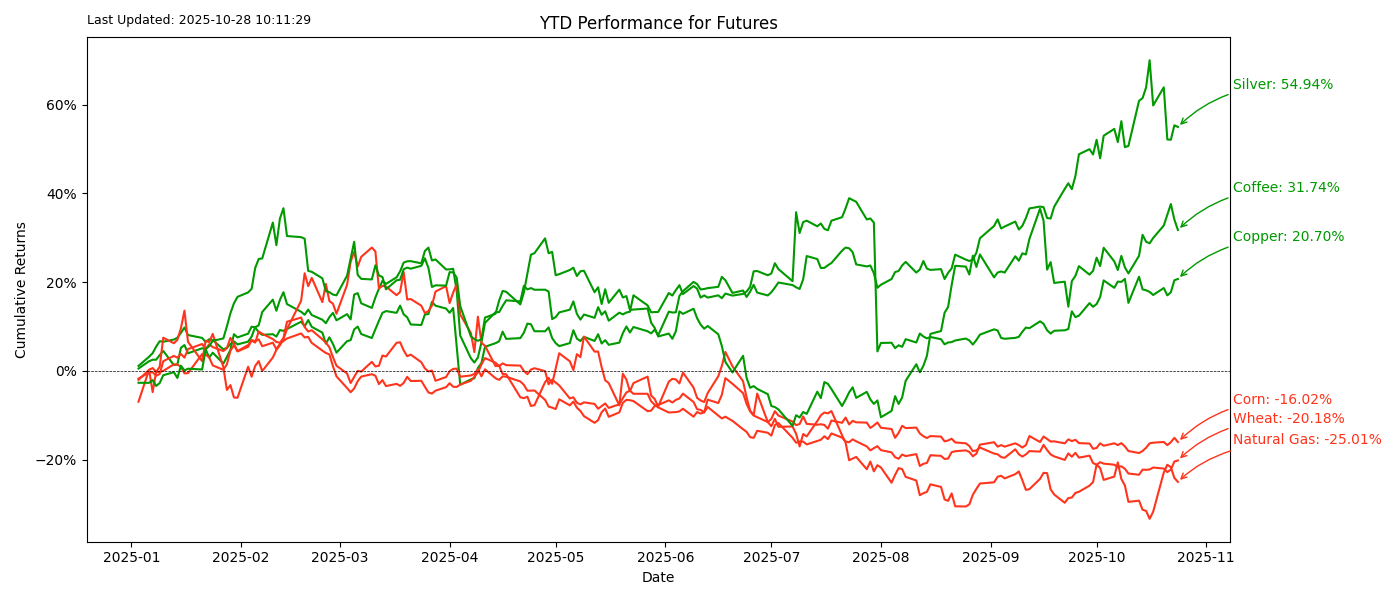 Last Updated: 2025-10-28 10:11:29
YTD Performance for Futures
Cumulative Returns
60%
40%
20%
0%
−20%
Silver: 54.94%
Coffee: 31.74%
Copper: 20.70%
Corn: -16.02%
Wheat: -20.18%
Natural Gas: -25.01%
2025-01 2025-02 2025-03 2025-04 2025-05 2025-06 2025-07 2025-08 2025-09 2025-10 2025-11
Date